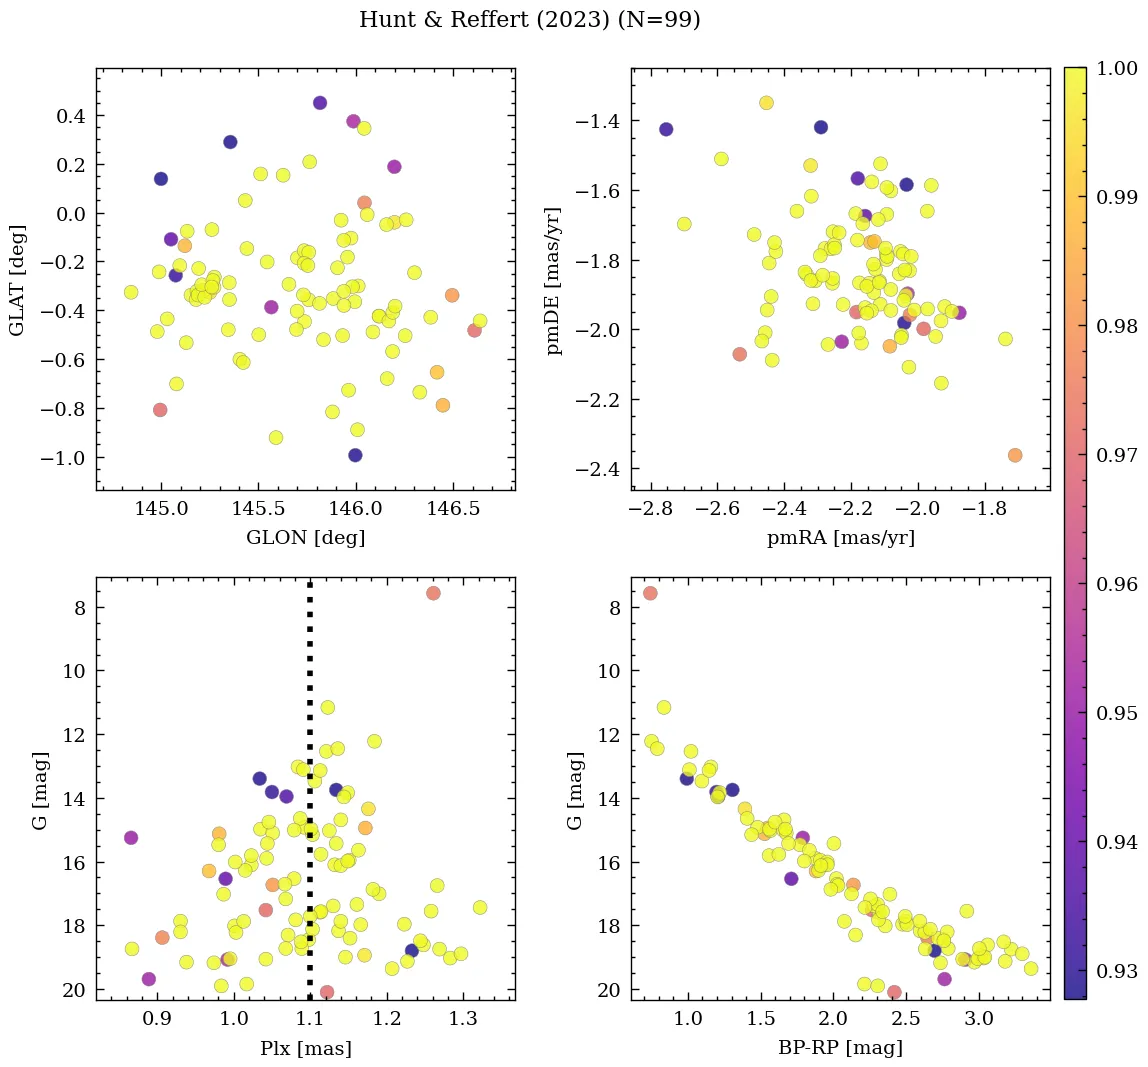 Hunt & Reffert (2023) (N=99)
0.4
0.2
0.0
−0.2
−0.4
−0.6
−0.8
−1.0
GLAT [deg]
145.0 145.5 146.0 146.5
GLON [deg]
−1.4
−1.6
−1.8
−2.0
−2.2
−2.4
pmDE [mas/yr]
−2.8 −2.6 −2.4 −2.2 −2.0 −1.8
pmRA [mas/yr]
8
10
12
14
16
18
20
G [mag]
0.9 1.0 1.1 1.2 1.3
Plx [mas]
8
10
12
14
16
18
20
G [mag]
1.0 1.5 2.0 2.5 3.0
BP-RP [mag]
1.00
0.99
0.98
0.97
0.96
0.95
0.94
0.93